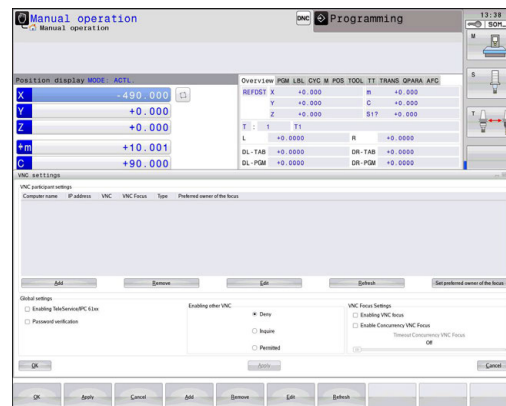 Manual operation
Manual operation
DNC
Programming
13:38
SOM_
M
Position display MODE: ACTL.
Overview PGM LBL CYC M POS TOOL TT TRANS QPARA AFC
X -490.000
Y +0.000
Z +0.000
+m +10.001
C +90.000
REFDST X +0.000 m +0.000
Y +0.000 C +0.000
Z +0.000 S1? +0.000
T : 1 T1
L +0.0000 R +0.0000
DL-TAB +0.0000 DR-TAB +0.0000
DL-PGM +0.0000 DR-PGM +0.0000
S
T
VNC settings
VNC participant settings
Computer name IP address VNC VNC Focus Type Preferred owner of the focus
Add Remove Edit Refresh Set preferred owner of the focus
Global settings
Enabling TeleService/IPC 61xx
Password verification
Enabling other VNC
Deny
Inquire
Permitted
VNC Focus Settings
Enabling VNC focus
Enable Concurrency VNC Focus
Timeout Concurrency VNC Focus
Off
OK Apply Cancel
OK Apply Cancel Add Remove Edit Refresh